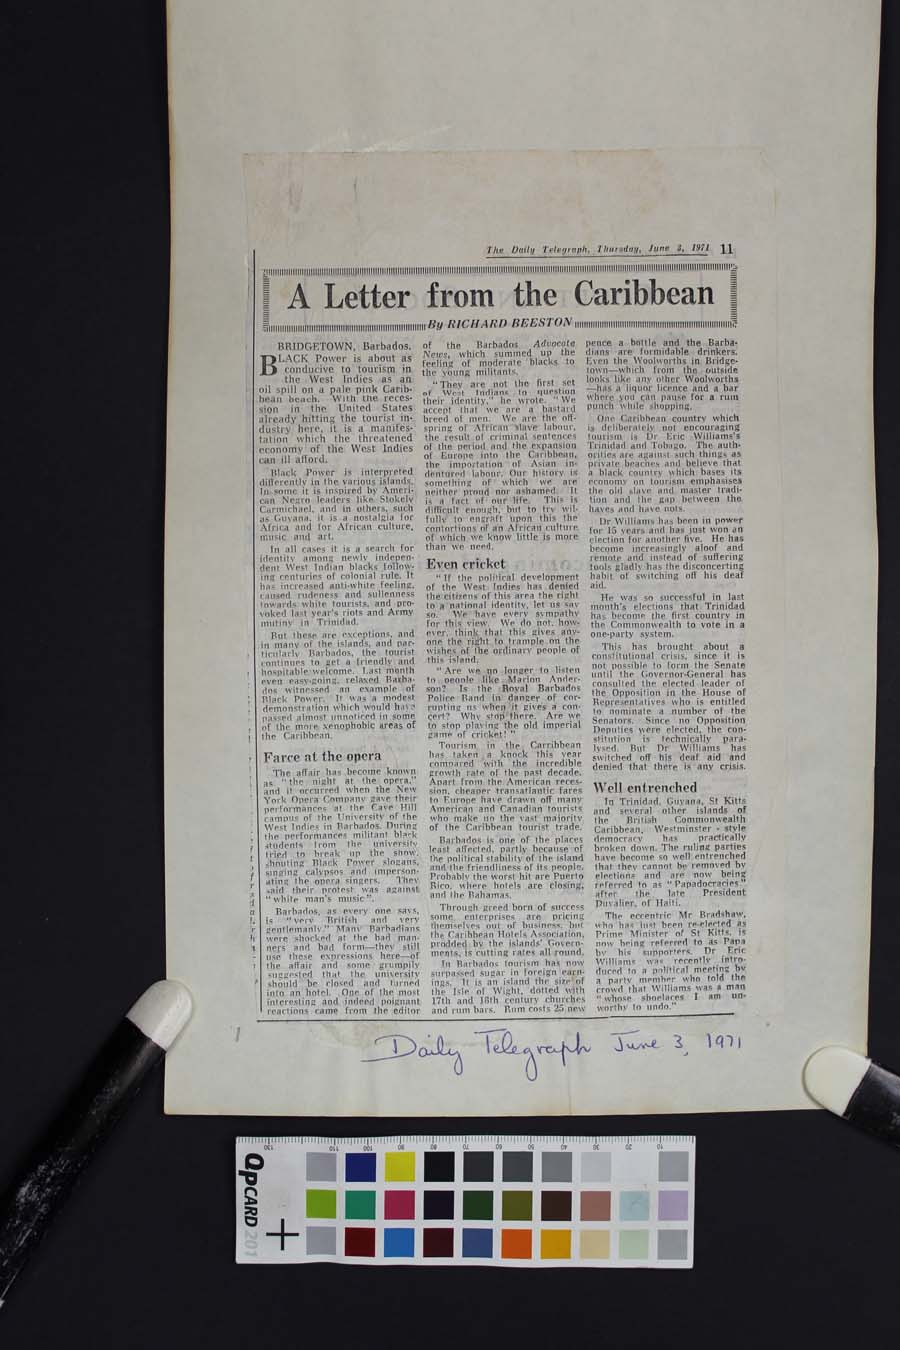 The Daily Telegraph, Thursday, June 3, 1971 11
A Letter from the Caribbean
By RICHARD BEESTON
BRIDGETOWN, Barbados.
BLACK Power is about as
conducive to tourism in
the West Indies as an
oil spill on a pale pink Carib-
bean beach. With the reces-
sion in the United States
already hitting the tourist in-
dustry here, it is a manifes-
tation which the threatened
economy of the West Indies
can ill afford.
Black Power is interpreted
differently in the various islands.
In some it is inspired by Ameri-
can Negro leaders like Stokely
Carmichael, and in others, such
as Guyana, it is a nostalgia for
Africa and for African culture,
music and art.
In all cases it is a search for
identity among newly indepen-
dent West Indian blacks follow-
ing centuries of colonial rule. It
has increased anti-white feeling,
caused rudeness and sullenness
towards white tourists, and pro-
voked last year's riots and Army
mutiny in Trinidad.
But these are exceptions, and
in many of the islands, and par-
ticularly Barbados, the tourist
continues to get a friendly and
hospitable welcome. Last month
even easy-going, relaxed Barba-
dos witnessed an example of
Black Power. It was a modest
demonstration which would have
passed almost unnoticed in some
of the more xenophobic areas of
the Caribbean.
Farce at the opera
The affair has become known
as "the night at the opera,"
and it occurred when the New
York Opera Company gave their
performances at the Cave Hill
campus of the University of the
West Indies in Barbados. During
the performances militant black
students from the university
tried to break up the show,
shouting Black Power slogans,
singing calypsos and imperson-
ating the opera singers. They
said their protest was against
"white man's music".
Barbados, as every one says,
is "very British and very
gentlemanly." Many Barbadians
were shocked at the bad man-
ners and bad form—they still
use these expressions here—of
the affair and some grumpily
suggested that the university
should be closed and turned
into an hotel. One of the most
interesting and indeed poignant
reactions came from the editor
of the Barbados Advocate
News, which summed up the
feeling of moderate blacks to
the young militants.
"They are not the first set
of West Indians to question
their identity," he wrote. "We
accept that we are a bastard
breed of men. We are the off-
spring of African slave labour,
the result of criminal sentences
of the period and the expansion
of Europe into the Caribbean,
the importation of Asian in-
dentured labour. Our history is
something of which we are
neither proud nor ashamed. It
is a fact of our life. This is
difficult enough, but to try wil-
fully to engraft upon this the
contortions of an African culture
of which we know little is more
than we need.
Even cricket
"If the political development
of the West Indies has denied
the citizens of this area the right
to a national identity, let us say
so. We have every sympathy
for this view. We do not, how-
ever, think that this gives any-
one the right to trample on the
wishes of the ordinary people of
this island.
"Are we no longer to listen
to people like Marion Ander-
son? Is the Royal Barbados
Police Band in danger of cor-
rupting us when it gives a con-
cert? Why stop there. Are we
to stop playing the old imperial
game of cricket?"
Tourism in the Carribbean
has taken a knock this year
compared with the incredible
growth rate of the past decade.
Apart from the American reces-
sion, cheaper transatlantic fares
to Europe have drawn off many
American and Canadian tourists
who make up the vast majority
of the Caribbean tourist trade.
Barbados is one of the places
least affected, partly because of
the political stability of the island
and the friendliness of its people.
Probably the worst hit are Puerto
Rico, where hotels are closing,
and the Bahamas.
Through greed born of success
some enterprises are pricing
themselves out of business, but
the Caribbean Hotels Association,
prodded by the islands' Govern-
ments, is cutting rates all round.
In Barbados tourism has now
surpassed sugar in foreign earn-
ings. It is an island the size of
the Isle of Wight, dotted with
17th and 18th century churches
and rum bars. Rum costs 25 new
pence a bottle and the Barba-
dians are formidable drinkers.
Even the Woolworths in Bridge-
town—which from the outside
looks like any other Woolworths
—has a liquor licence and a bar
where you can pause for a rum
punch while shopping.
One Caribbean country which
is deliberately not encouraging
tourism is Dr Eric Williams's
Trinidad and Tobago. The auth-
orities are against such things as
private beaches and believe that
a black country which bases its
economy on tourism emphasises
the old slave and master tradi-
tion and the gap between the
haves and have nots.
Dr Williams has been in power
for 15 years and has just won an
election for another five. He has
become increasingly aloof and
remote and instead of suffering
tools gladly has the disconcerting
habit of switching off his deaf
aid.
He was so successful in last
month's elections that Trinidad
has become the first country in
the Commonwealth to vote in a
one-party system.
This has brought about a
constitutional crisis, since it is
not possible to form the Senate
until the Governor-General has
consulted the elected leader of
the Opposition in the House of
Representatives who is entitled
to nominate a number of the
Senators. Since no Opposition
Deputies were elected, the con-
stitution is technically para-
lysed. But Dr Williams has
switched off his deaf aid and
denied that there is any crisis.
Well entrenched
In Trinidad, Guyana, St Kitts
and several other islands of
the British Commonwealth
Caribbean, Westminster-style
democracy has practically
broken down. The ruling parties
have become so well entrenched
that they cannot be removed by
elections and are now being
referred to as "Papadocracies,"
after the late President
Duvalier, of Haiti.
The eccentric Mr Bradshaw,
who has just been re-elected as
Prime Minister of St Kitts, is
now being referred to as Papa
by his supporters. Dr Eric
Williams was recently intro-
duced to a political meeting by
a party member who told the
crowd that Williams was a man
"whose shoelaces I am un-
worthy to undo."
Daily Telegraph June 3, 1971
130 110 100 90 80 70 60 50 40 30 20 10
QPCARD 201